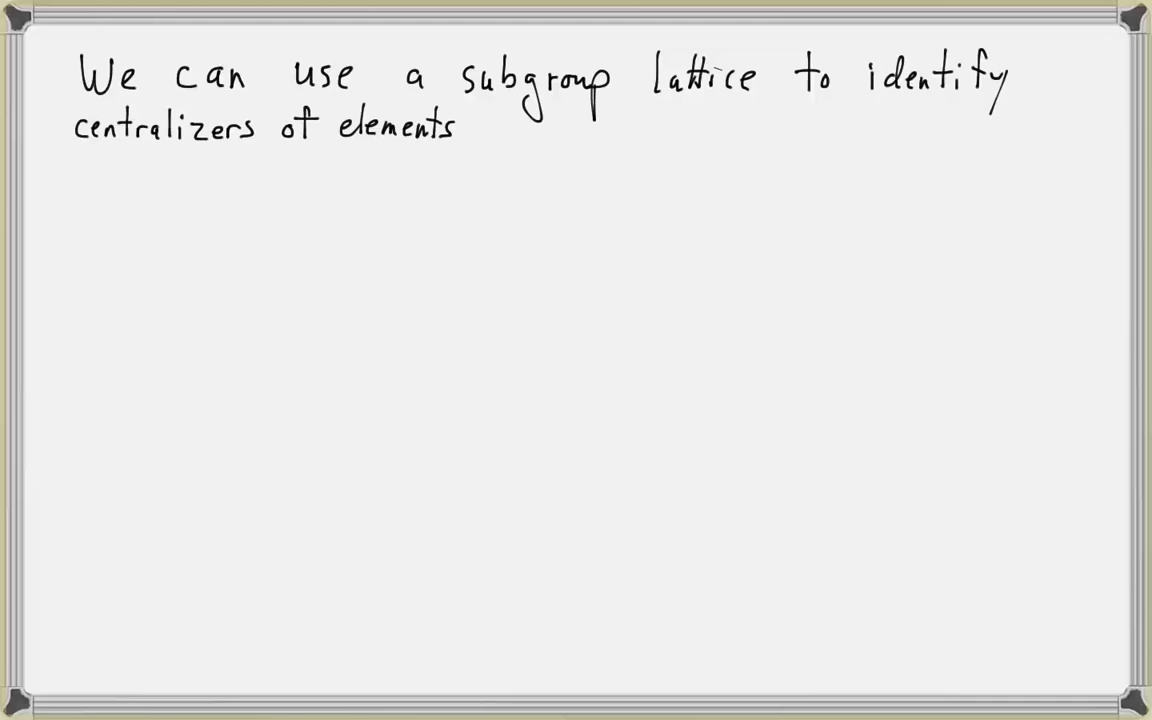 We can use a subgroup lattice to identify
centralizers of elements